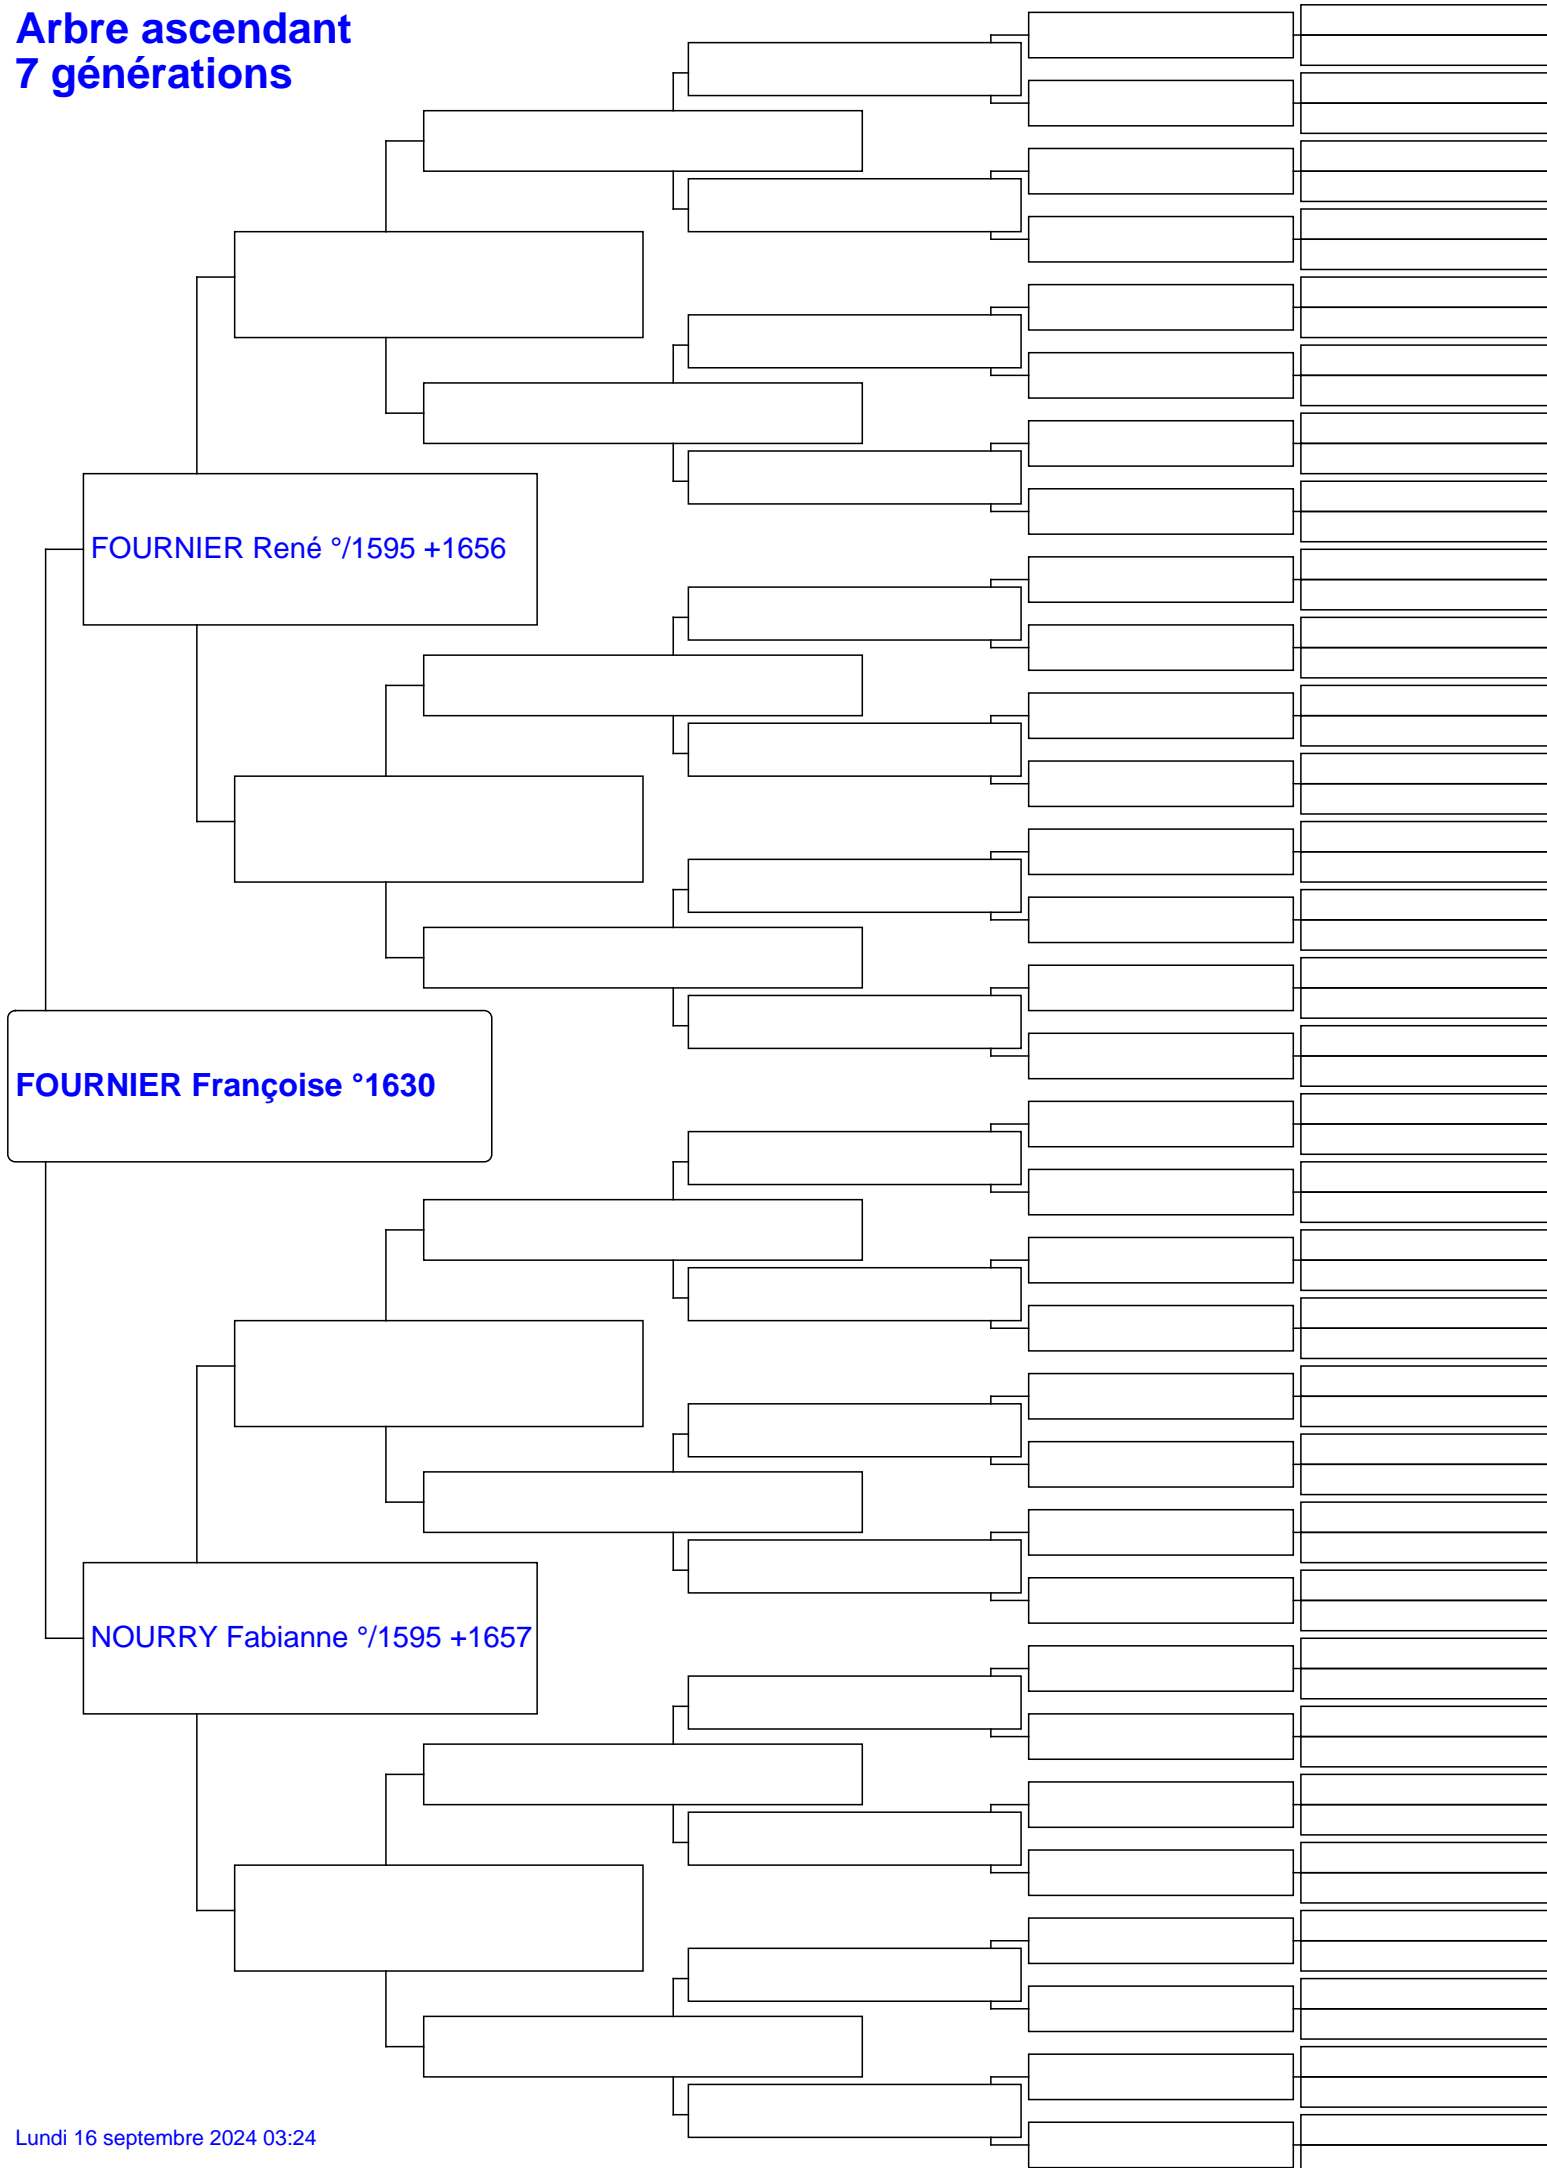 Arbre ascendant
7 générations
FOURNIER René °/1595 +1656
FOURNIER Françoise °1630
NOURRY Fabianne °/1595 +1657
Lundi 16 septembre 2024 03:24